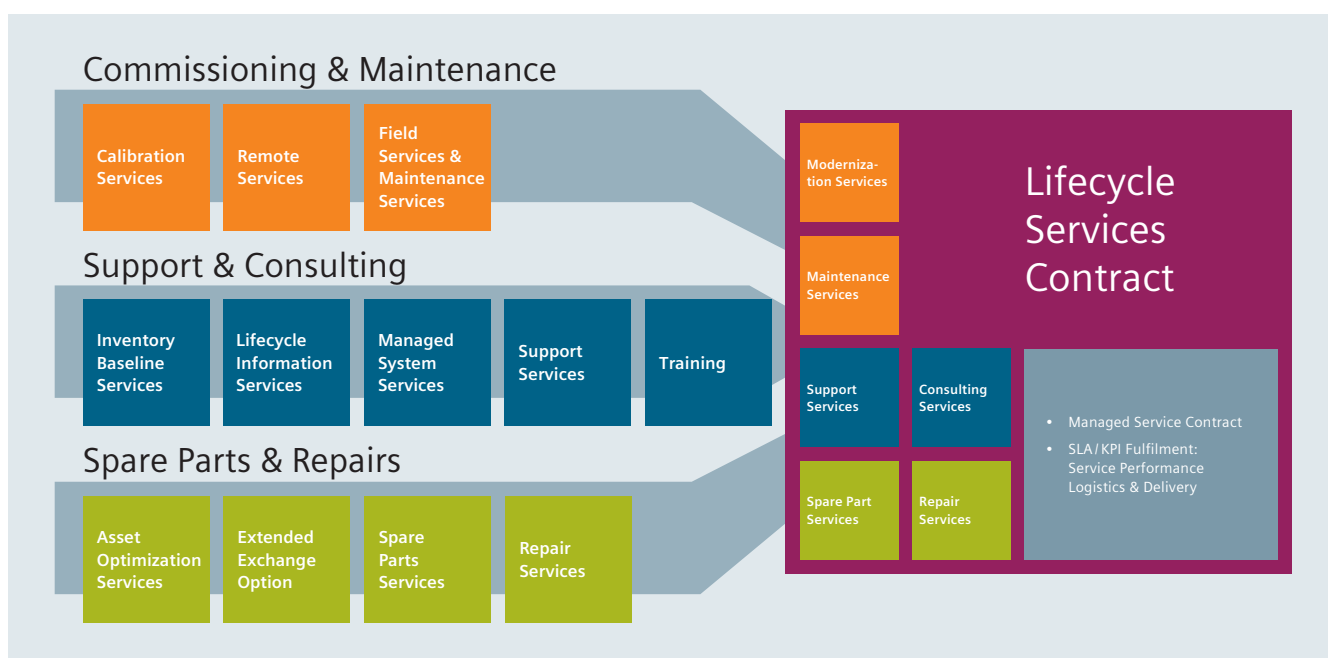 Commissioning & Maintenance
Calibration
Services
Remote
Services
Field
Services &
Maintenance
Services
Support & Consulting
Inventory
Baseline
Services
Lifecycle
Information
Services
Managed
System
Services
Support
Services
Training
Spare Parts & Repairs
Asset
Optimization
Services
Extended
Exchange
Option
Spare
Parts
Services
Repair
Services
Moderniza-
tion Services
Lifecycle
Services
Contract
Maintenance
Services
Support
Services
Consulting
Services
Spare Part
Services
Repair
Services
• Managed Service Contract
• SLA/KPI Fulfilment:
Service Performance
Logistics & Delivery